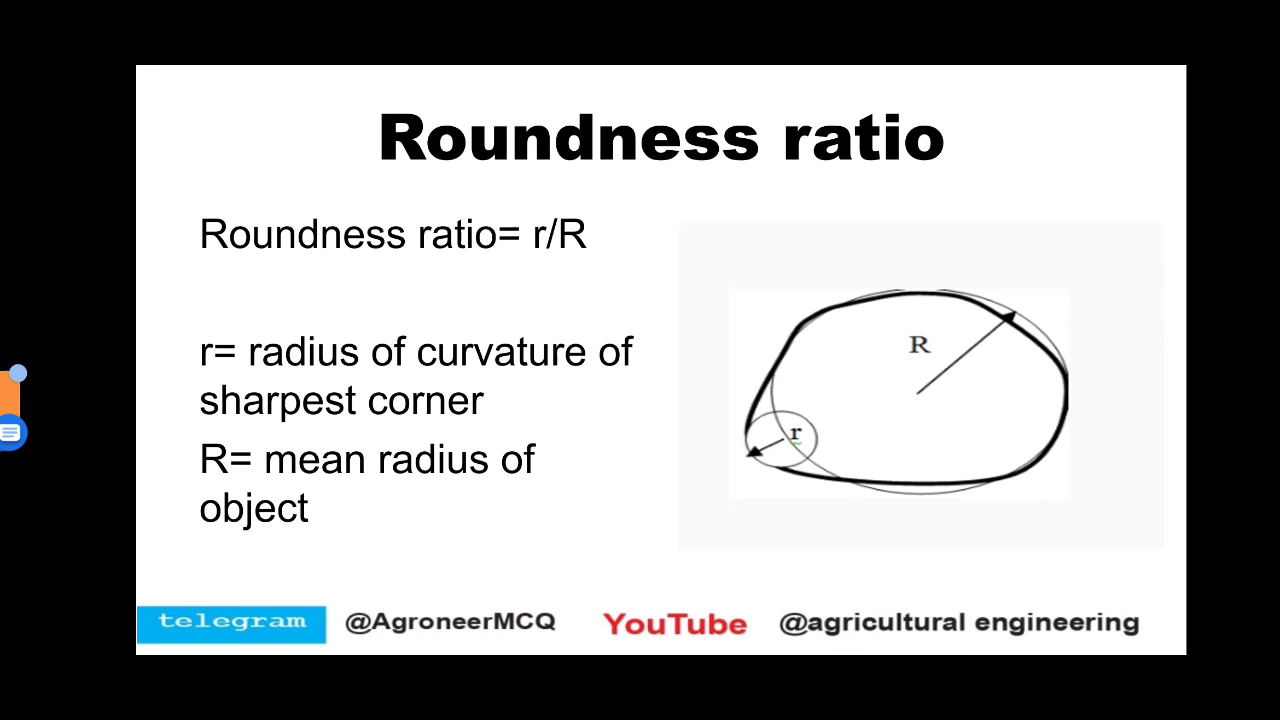 Roundness ratio
Roundness ratio= r/R
r= radius of curvature of
sharpest corner
R= mean radius of
object
R
r
telegram @AgroneerMCQ YouTube @agricultural engineering